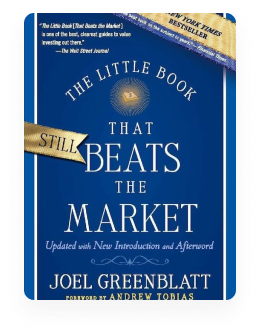 "The Little Book [That Beats the Market]
is one of the best, clearest guides to value
investing out there."
—The Wall Street Journal
NEW YORK TIMES
BESTSELLER
THE LITTLE BOOK
THAT
STILL
BEATS
THE
MARKET
Updated with New Introduction and Afterword
JOEL GREENBLATT
FOREWORD BY ANDREW TOBIAS